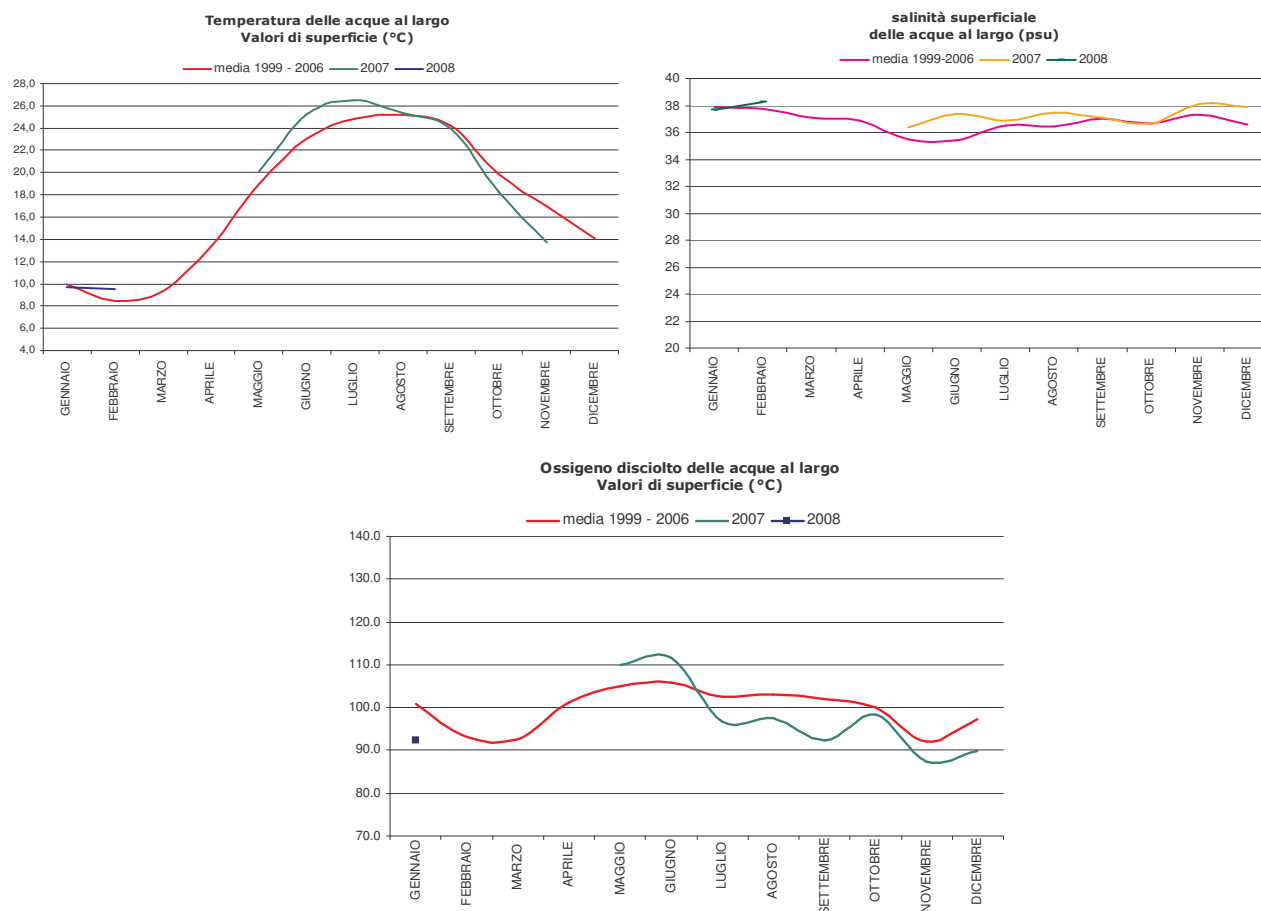 Temperatura delle acque al largo
Valori di superficie (°C)
media 1999 - 2006 2007 2008
28,0
26,0
24,0
22,0
20,0
18,0
16,0
14,0
12,0
10,0
8,0
6,0
4,0
GENNAIO
FEBBRAIO
MARZO
APRILE
MAGGIO
GIUGNO
LUGLIO
AGOSTO
SETTEMBRE
OTTOBRE
NOVEMBRE
DICEMBRE
salinità superficiale
delle acque al largo (psu)
media 1999-2006 2007 2008
40
38
36
34
32
30
28
26
24
22
20
GENNAIO
FEBBRAIO
MARZO
APRILE
MAGGIO
GIUGNO
LUGLIO
AGOSTO
SETTEMBRE
OTTOBRE
NOVEMBRE
DICEMBRE
Ossigeno disciolto delle acque al largo
Valori di superficie (°C)
media 1999 - 2006 2007 2008
140.0
130.0
120.0
110.0
100.0
90.0
80.0
70.0
GENNAIO
FEBBRAIO
MARZO
APRILE
MAGGIO
GIUGNO
LUGLIO
AGOSTO
SETTEMBRE
OTTOBRE
NOVEMBRE
DICEMBRE